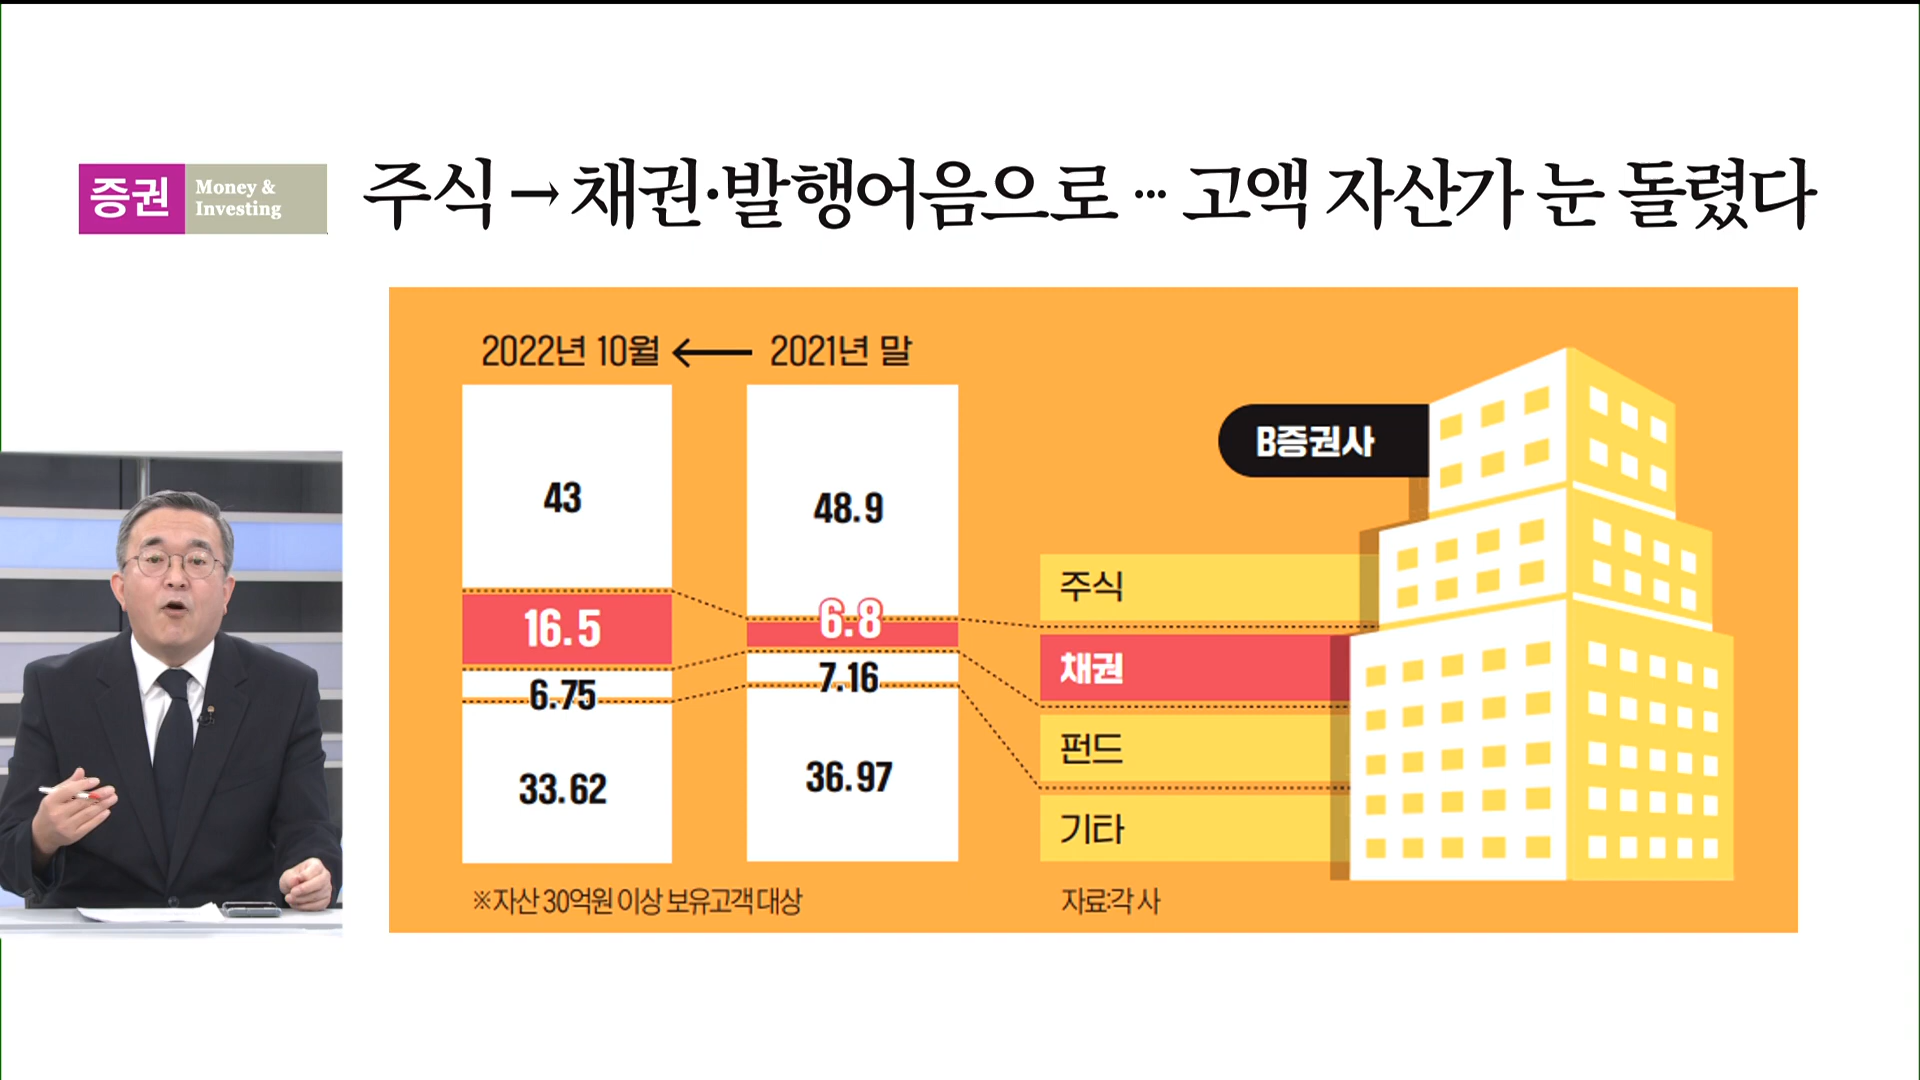 증권
Money &
Investing
주식→채권·발행어음으로… 고액 자산가 눈 돌렸다
2022년 10월 ← 2021년 말
B증권사
43
48.9
주식
16.5
6.8
채권
6.75
7.16
펀드
33.62
36.97
기타
※자산 30억원 이상 보유고객 대상
자료:각 사